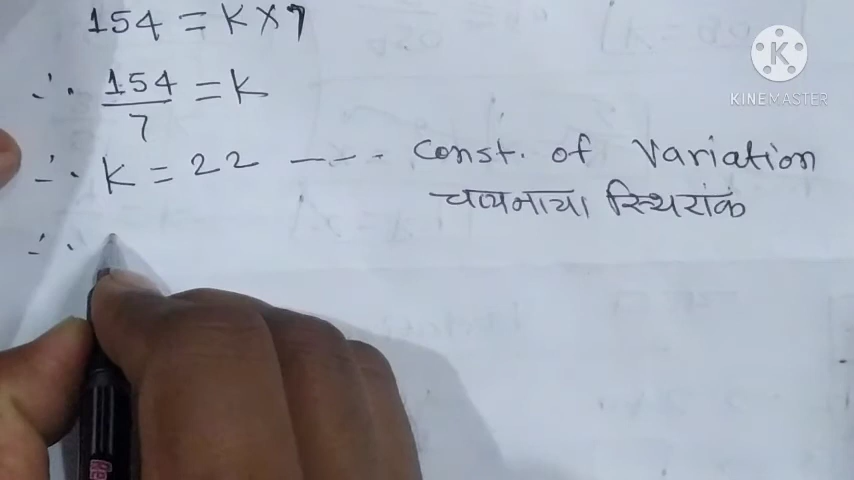 154 = K × 7
∴ 154/7 = K
∴ K = 22 --- Const. of Variation
चलनाचा स्थिरांक
∴
KINEMASTER